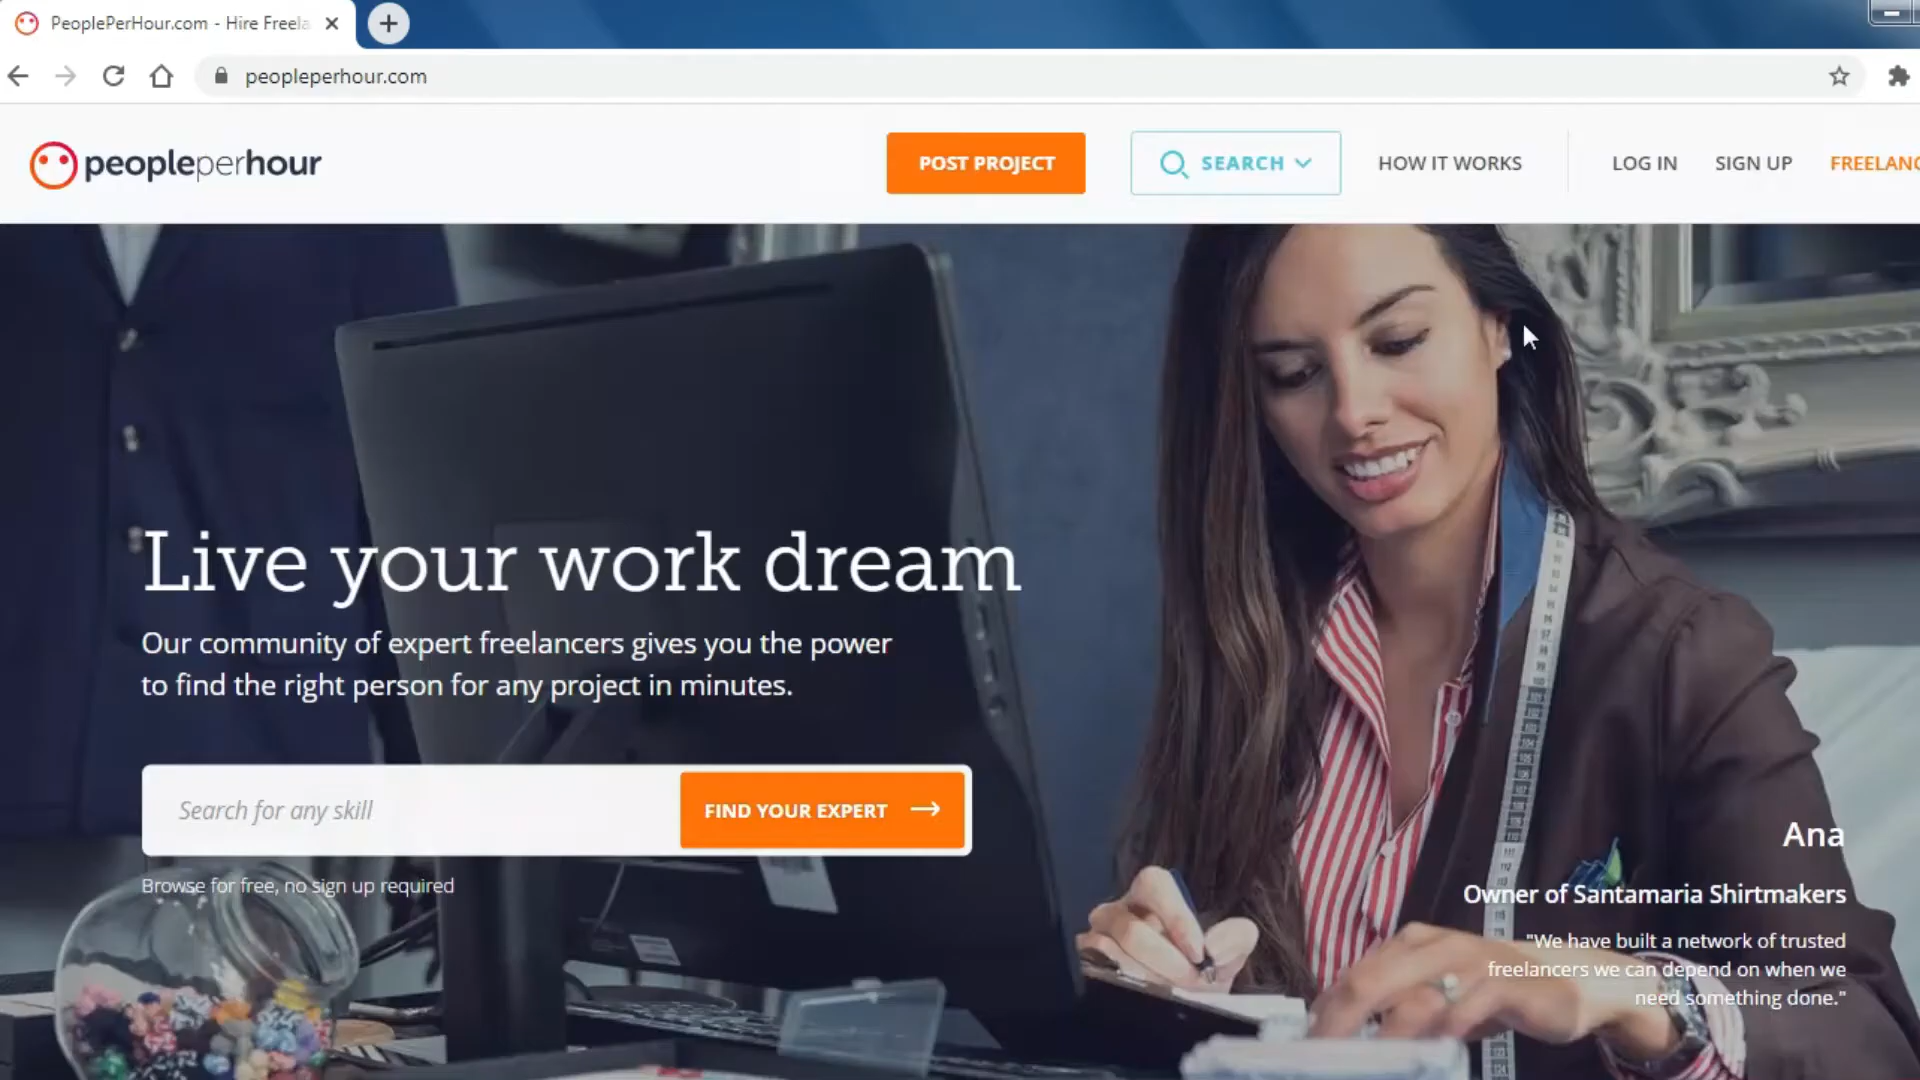 PeoplePerHour.com - Hire Freela
peopleperhour.com
peopleperhour
POST PROJECT
SEARCH
HOW IT WORKS
LOG IN
SIGN UP
FREELANC
Live your work dream
Our community of expert freelancers gives you the power
to find the right person for any project in minutes.
Search for any skill
FIND YOUR EXPERT
Browse for free, no sign up required
Ana
Owner of Santamaria Shirtmakers
"We have built a network of trusted
freelancers we can depend on when we
need something done."